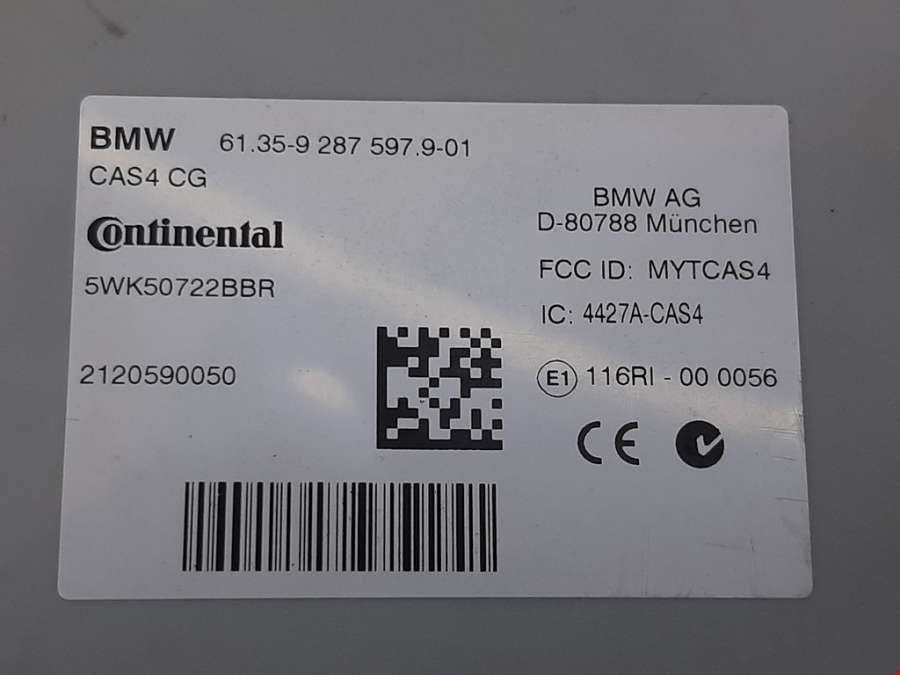 BMW 61.35-9 287 597.9-01
CAS4 CG
Continental
5WK50722BBR
2120590050
BMW AG
D-80788 München
FCC ID: MYTCAS4
IC: 4427A-CAS4
E1 116RI - 00 0056
CE